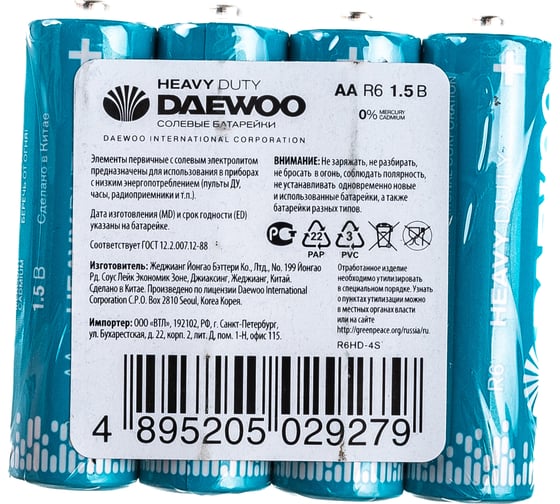 HEAVY DUTY
DAEWOO
СОЛЕВЫЕ БАТАРЕЙКИ
DAEWOO INTERNATIONAL CORPORATION
AA R6 1.5 В
0% MERCURY
CADMIUM
Элементы первичные с солевым электролитом
предназначены для использования в приборах
с низким энергопотреблением (пульты ДУ,
часы, радиоприемники и т.п.).
Дата изготовления (MD) и срок годности (ED)
указаны на батарейке.
Соответствуют ГОСТ 12.2.007.12-88
ВНИМАНИЕ: Не заряжать, не разбирать,
не бросать в огонь, соблюдать полярность,
не устанавливать одновременно новые
и использованные батарейки, а также
батарейки разных типов.
22
PAP
3
PVC
Изготовитель: Жеджианг Йонгао Бэттери Ко., Лтд., No. 199 Йонгао
Рд, Соус Лейк Экономик Зоне, Джиаксинг, Жеджианг, Китай.
Сделано в Китае. Произведено по лицензии Daewoo International
Corporation C.P.O. Box 2810 Seoul, Korea Корея.
Импортер: ООО «ВТЛ», 192102, РФ, г. Санкт-Петербург,
ул. Бухарестская, д. 22, корп. 2, лит. Д, пом. 1-Н, офис 115.
Отработанное изделие
необходимо утилизировать
в специальном порядке. Узнать
о пунктах утилизации можно
в местных органах власти
или на сайте
http://greenpeace.org/russia/ru.
R6HD-4S
4 895205 029279
БЕРЕЧЬ ОТ ОГНЯ!
Сделано в Китае
CADMIUM
1.5 В
AA
HEAVY
HEAVY DUTY
R6